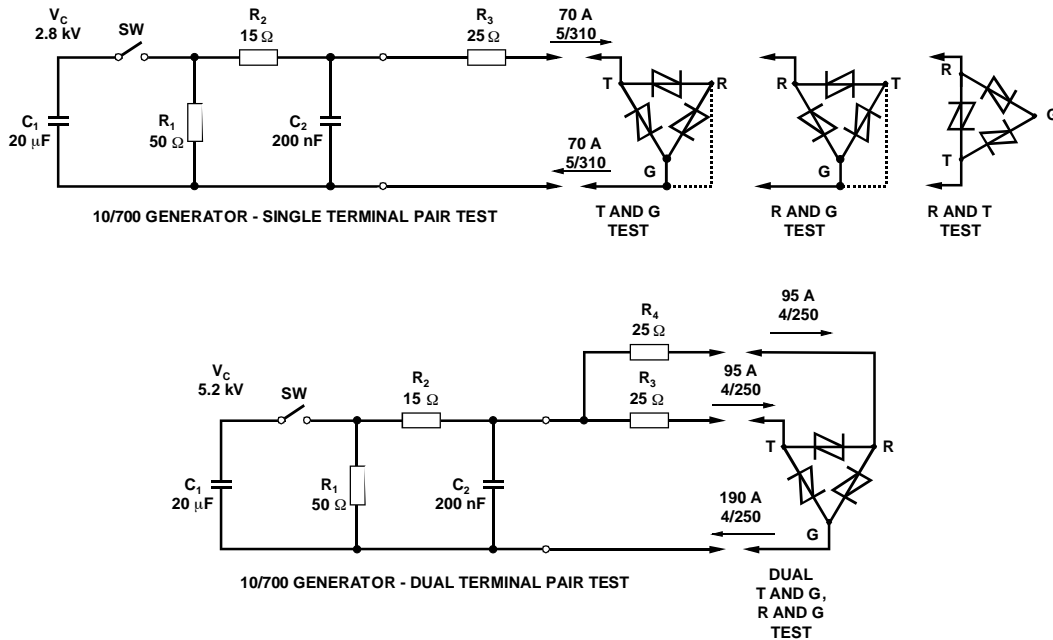 V_C
2.8 kV
SW
R_2
15 Ω
R_3
25 Ω
70 A
5/310
C_1
20 μF
R_1
50 Ω
C_2
200 nF
70 A
5/310
T
R
G
R
T
G
R
G
T
10/700 GENERATOR - SINGLE TERMINAL PAIR TEST
T AND G
TEST
R AND G
TEST
R AND T
TEST
R_4
25 Ω
95 A
4/250
V_C
5.2 kV
SW
R_2
15 Ω
R_3
25 Ω
95 A
4/250
C_1
20 μF
R_1
50 Ω
C_2
200 nF
190 A
4/250
T
R
G
10/700 GENERATOR - DUAL TERMINAL PAIR TEST
DUAL
T AND G,
R AND G
TEST